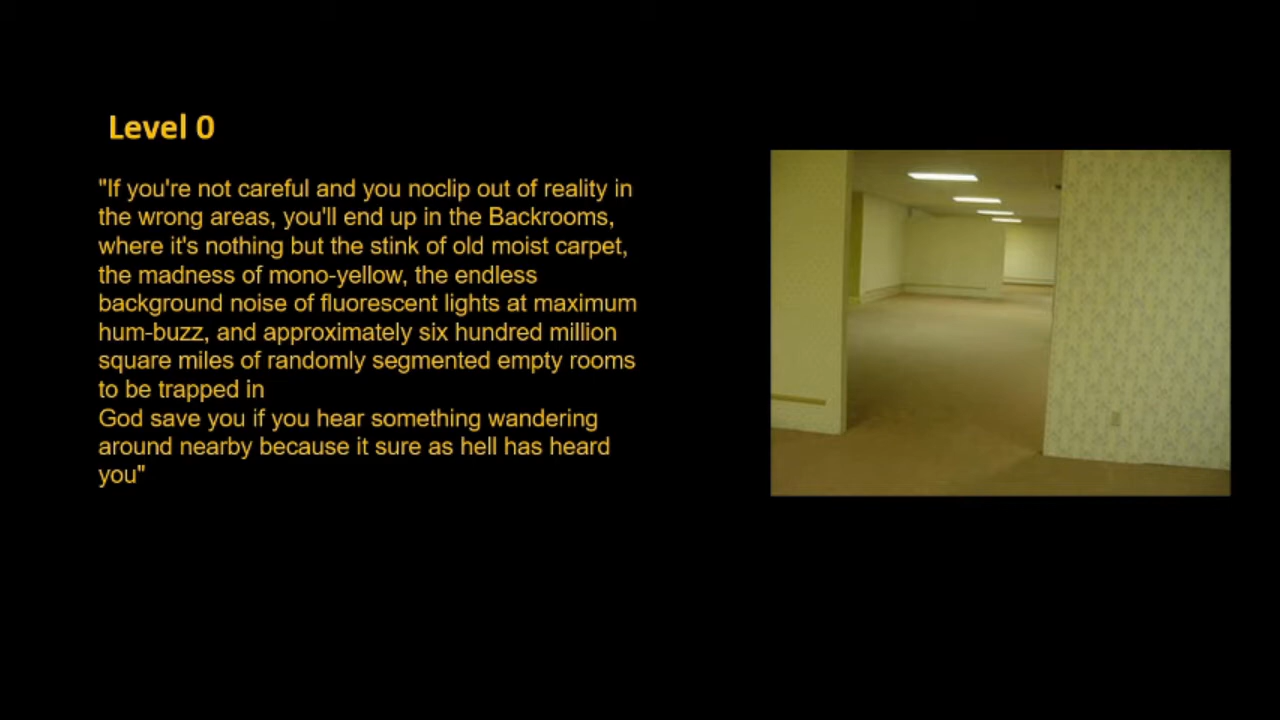 Level 0
"If you're not careful and you noclip out of reality in
the wrong areas, you'll end up in the Backrooms,
where it's nothing but the stink of old moist carpet,
the madness of mono-yellow, the endless
background noise of fluorescent lights at maximum
hum-buzz, and approximately six hundred million
square miles of randomly segmented empty rooms
to be trapped in
God save you if you hear something wandering
around nearby because it sure as hell has heard
you"